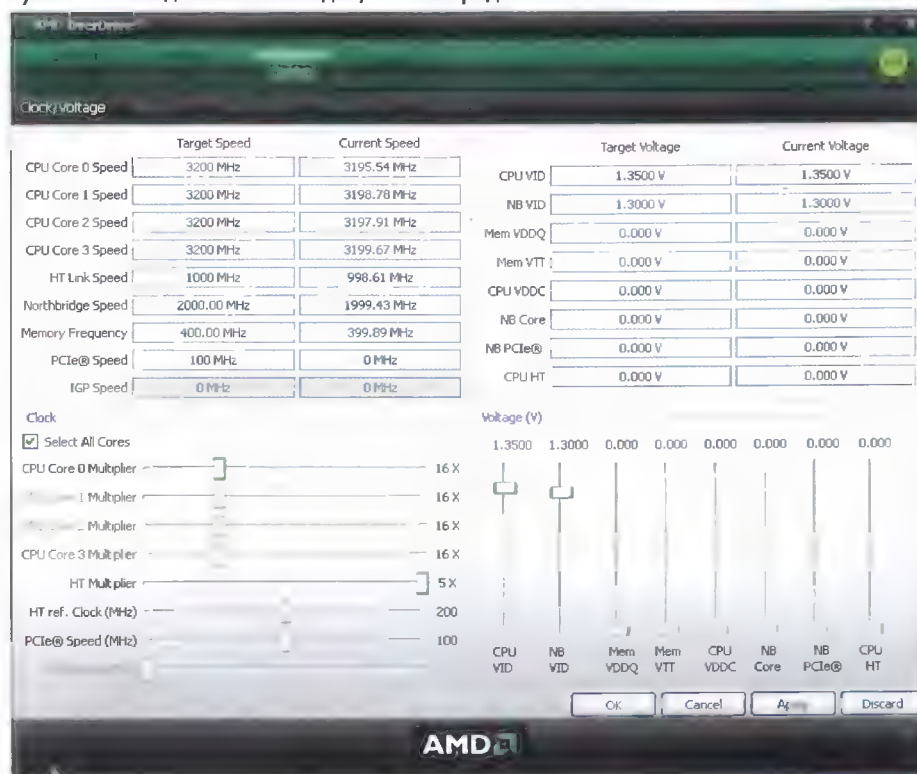 AMD OverDrive™
Clock/Voltage
Target Speed Current Speed
CPU Core 0 Speed 3200 MHz 3195.54 MHz
CPU Core 1 Speed 3200 MHz 3198.78 MHz
CPU Core 2 Speed 3200 MHz 3197.91 MHz
CPU Core 3 Speed 3200 MHz 3199.67 MHz
HT Link Speed 1000 MHz 998.61 MHz
Northbridge Speed 2000.00 MHz 1999.43 MHz
Memory Frequency 400.00 MHz 399.89 MHz
PCIe® Speed 100 MHz 0 MHz
IGP Speed 0 MHz 0 MHz
Target Voltage Current Voltage
CPU VID 1.3500 V 1.3500 V
NB VID 1.3000 V 1.3000 V
Mem VDDQ 0.000 V 0.000 V
Mem VTT 0.000 V 0.000 V
CPU VDDC 0.000 V 0.000 V
NB Core 0.000 V 0.000 V
NB PCIe® 0.000 V 0.000 V
CPU HT 0.000 V 0.000 V
Clock
Select All Cores
CPU Core 0 Multiplier 16 X
1 Multiplier 16 X
Multiplier 16 X
CPU Core 3 Multiplier 16 X
HT Multiplier 5 X
HT ref. Clock (MHz) 200
PCIe® Speed (MHz) 100
Voltage (V)
1.3500 1.3000 0.000 0.000 0.000 0.000 0.000 0.000
CPU NB Mem Mem CPU NB NB CPU
VID VID VDDQ VTT VDDC Core PCIe® HT
OK Cancel Discard
AMD